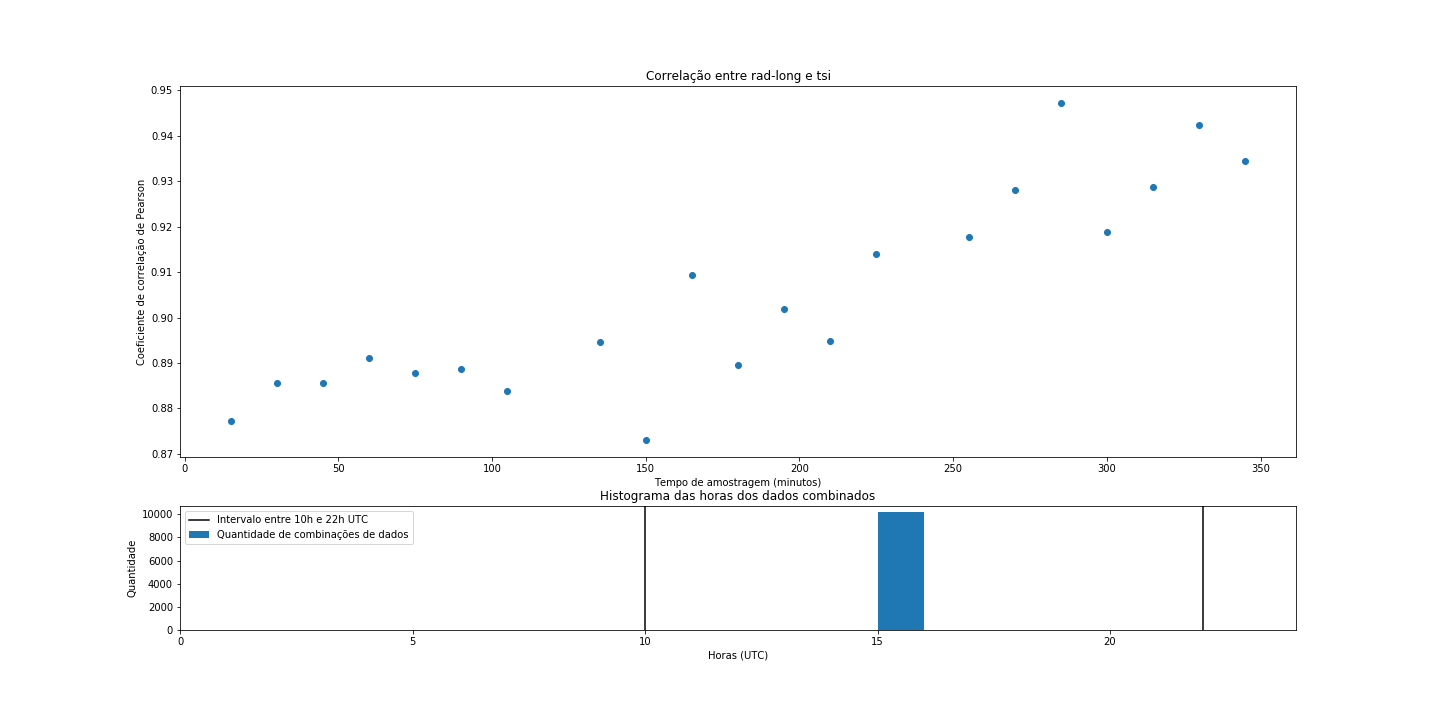 Correlação entre rad-long e tsi
0.95
0.94
0.93
0.92
0.91
0.90
0.89
0.88
0.87
Coeficiente de correlação de Pearson
0 50 100 150 200 250 300 350
Tempo de amostragem (minutos)
Histograma das horas dos dados combinados
10000
8000
6000
4000
2000
0
Quantidade
Intervalo entre 10h e 22h UTC
Quantidade de combinações de dados
0 5 10 15 20
Horas (UTC)